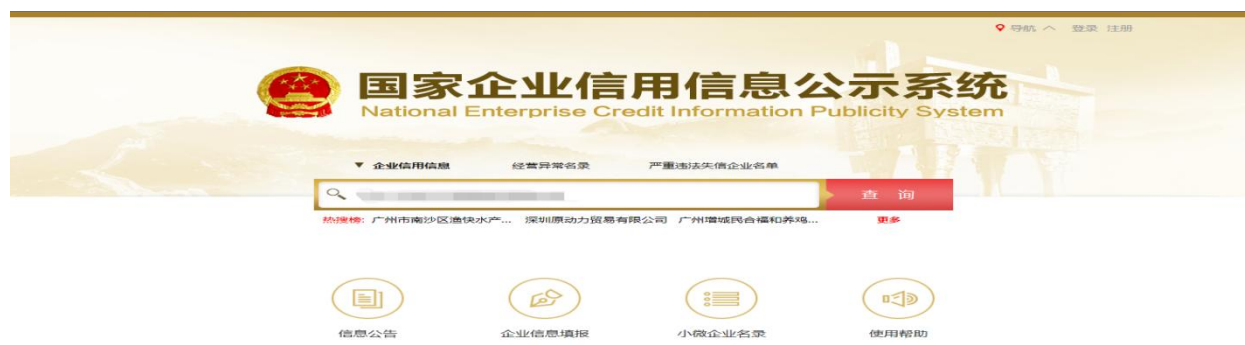 导航 登录 注册
国家企业信用信息公示系统
National Enterprise Credit Information Publicity System
企业信用信息 经营异常名录 严重违法失信企业名单
查 询
热搜榜: 广州市南沙区渔快水产... 深圳原动力贸易有限公司 广州增城民合福和养鸡... 更多
信息公告 企业信息填报 小微企业名录 使用帮助